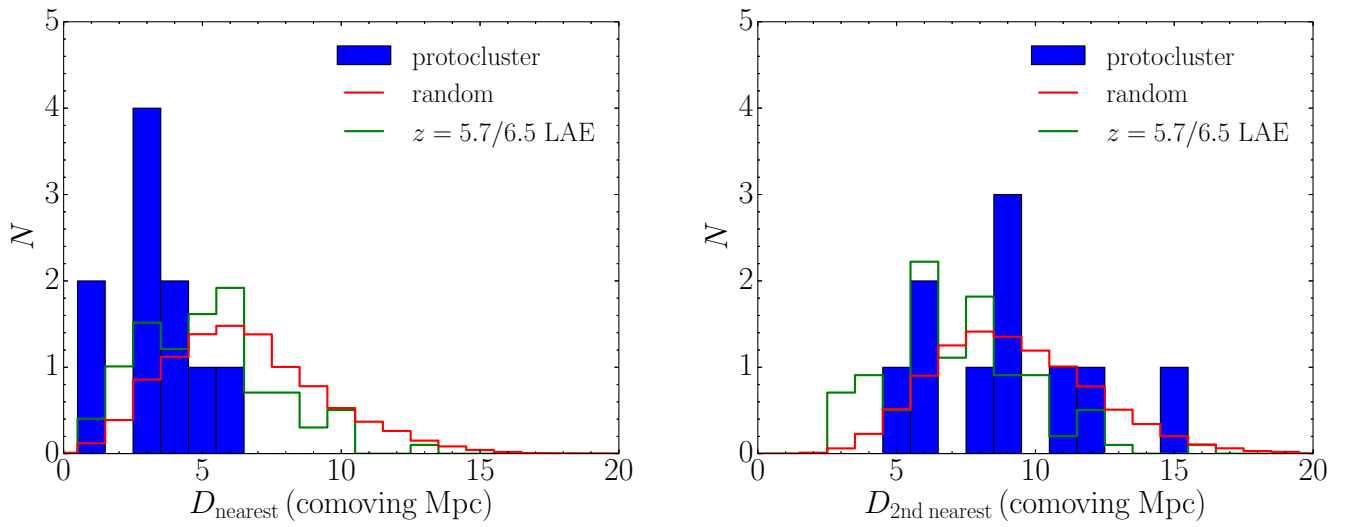 5
4
3
2
1
0
N
protocluster
random
z = 5.7/6.5 LAE
0 5 10 15 20
D_nearest (comoving Mpc)
5
4
3
2
1
0
N
protocluster
random
z = 5.7/6.5 LAE
0 5 10 15 20
D_2nd nearest (comoving Mpc)